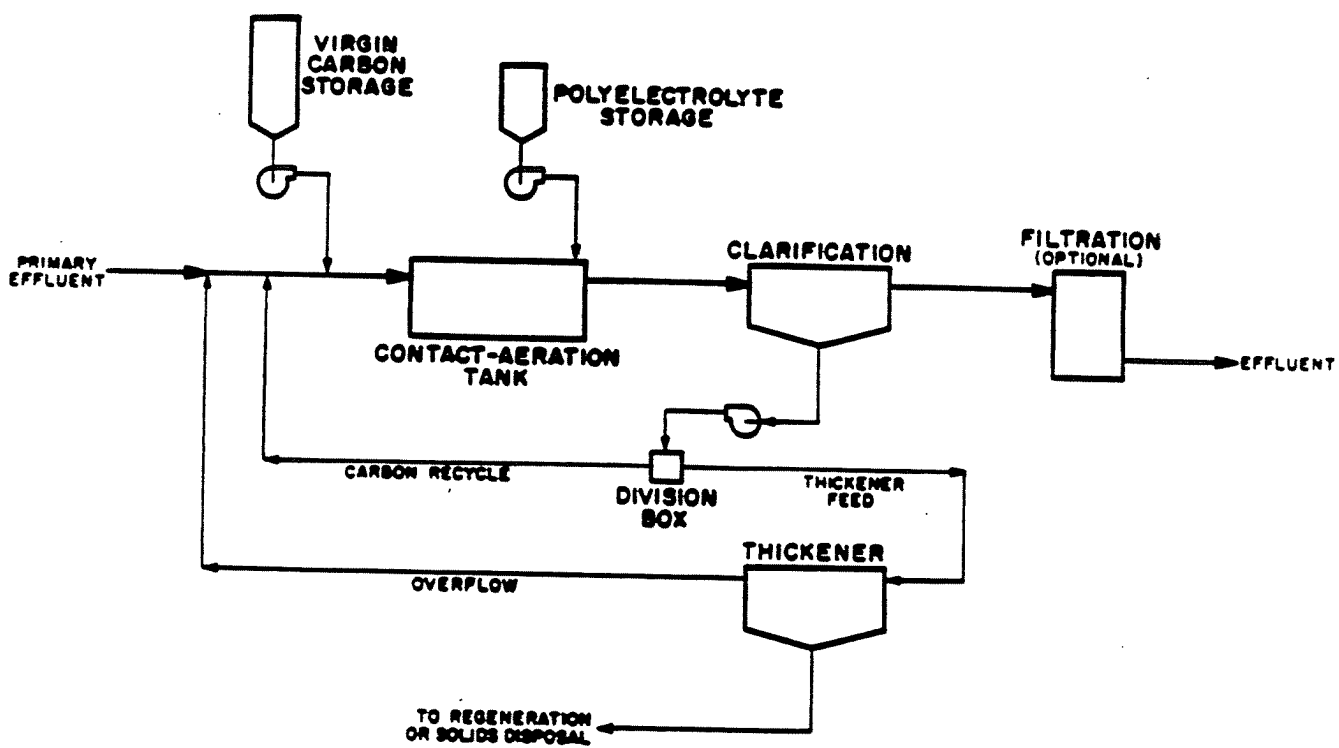 VIRGIN
CARBON
STORAGE
POLYELECTROLYTE
STORAGE
PRIMARY
EFFLUENT
CONTACT-AERATION
TANK
CLARIFICATION
FILTRATION
(OPTIONAL)
EFFLUENT
CARBON RECYCLE
DIVISION
BOX
THICKENER
FEED
THICKENER
OVERFLOW
TO REGENERATION
OR SOLIDS DISPOSAL